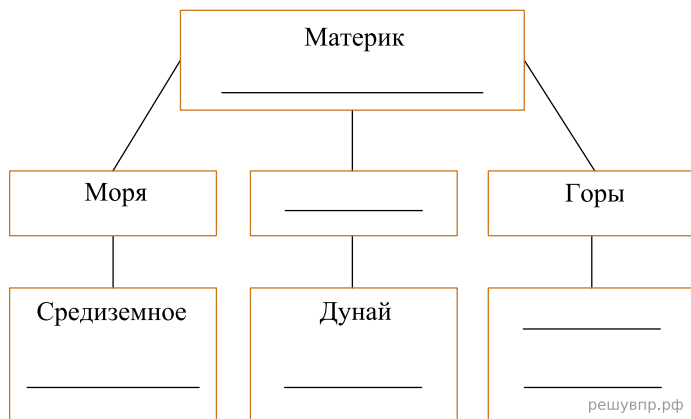 Материк
Моря
Горы
Средиземное
Дунай
решувпр.рф